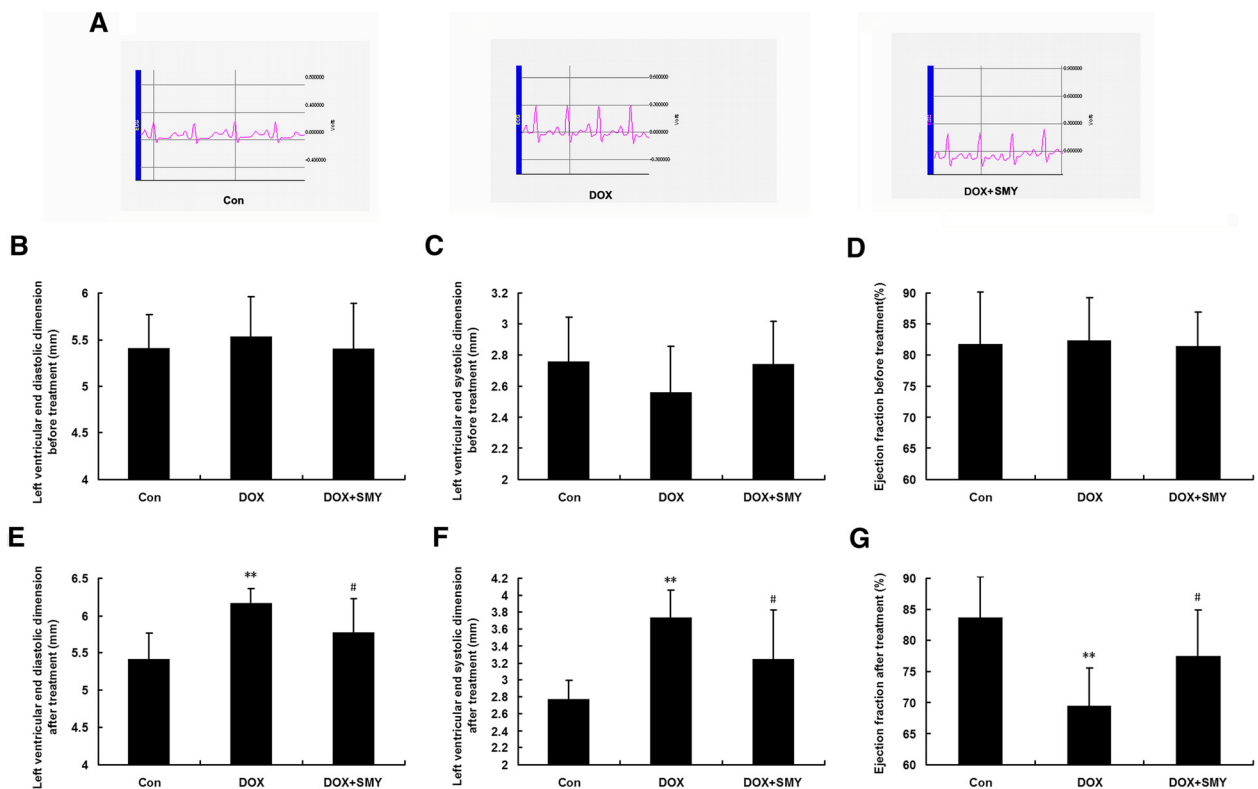 A
0.800000
0.400000
0.000000
-0.400000
Volts
Con
0.600000
0.300000
0.000000
-0.300000
Volts
ECG
DOX
0.900000
0.600000
0.300000
0.000000
Volts
DOX+SMY
B
Left ventricular end diastolic dimension
before treatment (mm)
6
5.5
5
4.5
4
Con
DOX
DOX+SMY
C
Left ventricular end systolic dimension
before treatment (mm)
3.2
3
2.8
2.6
2.4
2.2
2
Con
DOX
DOX+SMY
D
Ejection fraction before treatment(%)
90
85
80
75
70
65
60
Con
DOX
DOX+SMY
E
Left ventricular end diastolic dimension
after treatment (mm)
6.5
6
5.5
5
4.5
4
**
#
Con
DOX
DOX+SMY
F
Left ventricular end systolic dimension
after treatment (mm)
4.2
4
3.8
3.6
3.4
3.2
3
2.8
2.6
2.4
2.2
2
**
#
Con
DOX
DOX+SMY
G
Ejection fraction after treatment (%)
90
85
80
75
70
65
60
**
#
Con
DOX
DOX+SMY